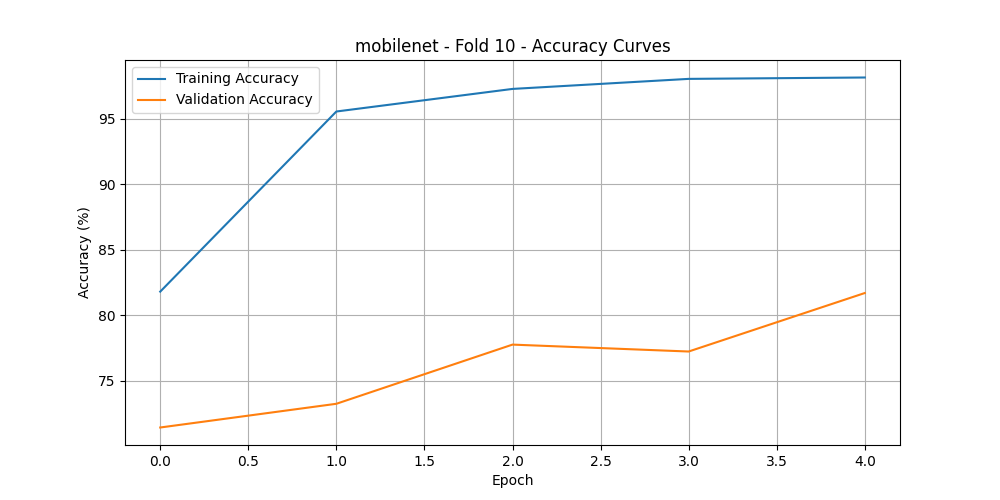 mobilenet - Fold 10 - Accuracy Curves
Training Accuracy
Validation Accuracy
Accuracy (%)
95
90
85
80
75
0.0 0.5 1.0 1.5 2.0 2.5 3.0 3.5 4.0
Epoch